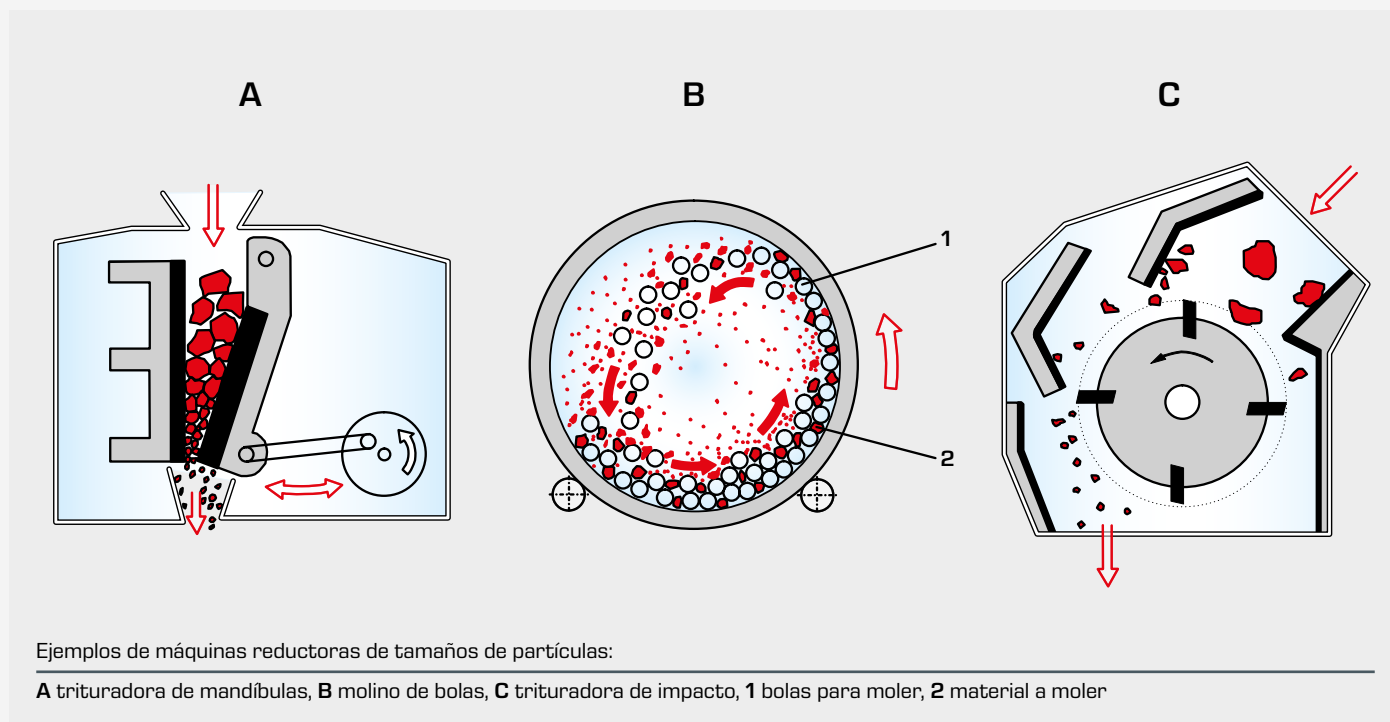 A
B
C
1
2
Ejemplos de máquinas reductoras de tamaños de partículas:
A trituradora de mandíbulas, B molino de bolas, C trituradora de impacto, 1 bolas para moler, 2 material a moler